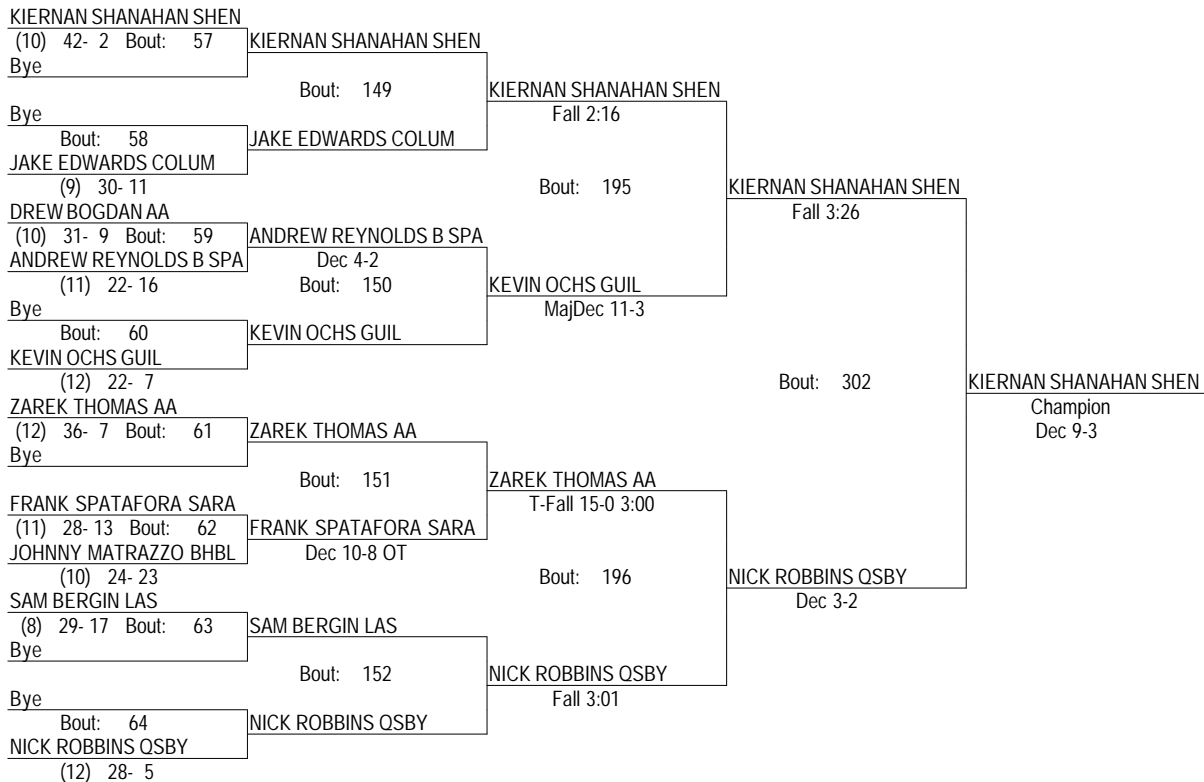 KIERNAN SHANAHAN SHEN
(10) 42- 2 Bout: 57 KIERNAN SHANAHAN SHEN
Bye
Bout: 149 KIERNAN SHANAHAN SHEN
Bye Fall 2:16
Bout: 58 JAKE EDWARDS COLUM
JAKE EDWARDS COLUM
(9) 30- 11 Bout: 195 KIERNAN SHANAHAN SHEN
DREW BOGDAN AA Fall 3:26
(10) 31- 9 Bout: 59 ANDREW REYNOLDS B SPA
ANDREW REYNOLDS B SPA Dec 4-2
(11) 22- 16 Bout: 150 KEVIN OCHS GUIL
Bye MajDec 11-3
Bout: 60 KEVIN OCHS GUIL
KEVIN OCHS GUIL
(12) 22- 7 Bout: 302 KIERNAN SHANAHAN SHEN
ZAREK THOMAS AA Champion
(12) 36- 7 Bout: 61 ZAREK THOMAS AA Dec 9-3
Bye
Bout: 151 ZAREK THOMAS AA
FRANK SPATAFORA SARA T-Fall 15-0 3:00
(11) 28- 13 Bout: 62 FRANK SPATAFORA SARA
JOHNNY MATRAZZO BHBL Dec 10-8 OT
(10) 24- 23 Bout: 196 NICK ROBBINS QSBY
SAM BERGIN LAS Dec 3-2
(8) 29- 17 Bout: 63 SAM BERGIN LAS
Bye
Bout: 152 NICK ROBBINS QSBY
Bye Fall 3:01
Bout: 64 NICK ROBBINS QSBY
NICK ROBBINS QSBY
(12) 28- 5